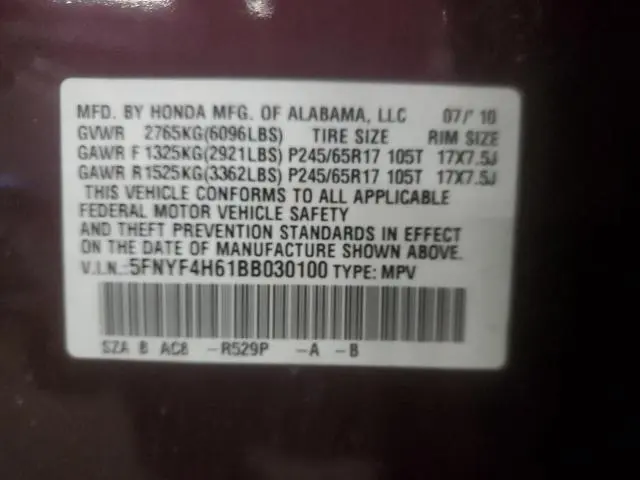 MFD. BY HONDA MFG. OF ALABAMA, LLC 07/'10
GVWR 2765KG(6096LBS) TIRE SIZE RIM SIZE
GAWR F 1325KG(2921LBS) P245/65R17 105T 17X7.5J
GAWR R 1525KG(3362LBS) P245/65R17 105T 17X7.5J
THIS VEHICLE CONFORMS TO ALL APPLICABLE
FEDERAL MOTOR VEHICLE SAFETY
AND THEFT PREVENTION STANDARDS IN EFFECT
ON THE DATE OF MANUFACTURE SHOWN ABOVE.
V.I.N.:5FNYF4H61BB030100 TYPE: MPV
SZA B AC8 -R529P -A -B